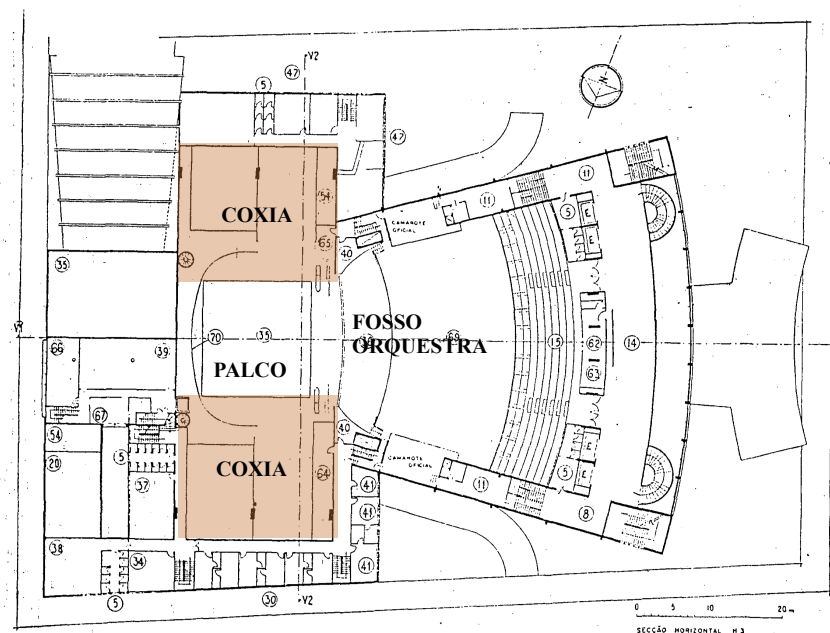 V2
47
5
47
COXIA
54
11
11
CAMAROTE
OFICIAL
5
E
E
65
40
35
V1
70
35
FOSSO
ORQUESTRA
69
15
62
14
66
39
PALCO
63
67
54
5
20
37
COXIA
64
40
CAMAROTE
OFICIAL
5
E
E
11
41
41
8
38
34
41
5
30
V2
0 5 10 20 m
SECCÃO HORIZONTAL H3